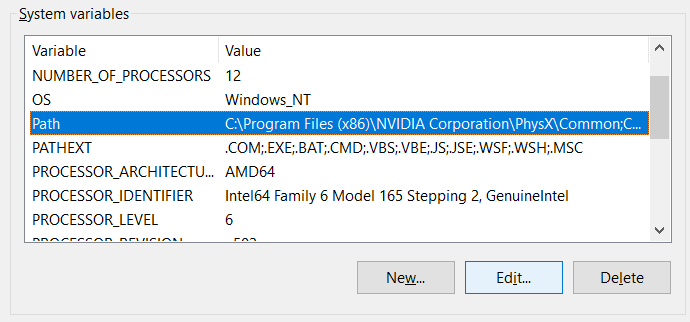 System variables
Variable Value
NUMBER_OF_PROCESSORS 12
OS Windows_NT
Path C:\Program Files (x86)\NVIDIA Corporation\PhysX\Common;C...
PATHEXT .COM;.EXE;.BAT;.CMD;.VBS;.VBE;.JS;.JSE;.WSF;.WSH;.MSC
PROCESSOR_ARCHITECTU... AMD64
PROCESSOR_IDENTIFIER Intel64 Family 6 Model 165 Stepping 2, GenuineIntel
PROCESSOR_LEVEL 6
New... Edit... Delete